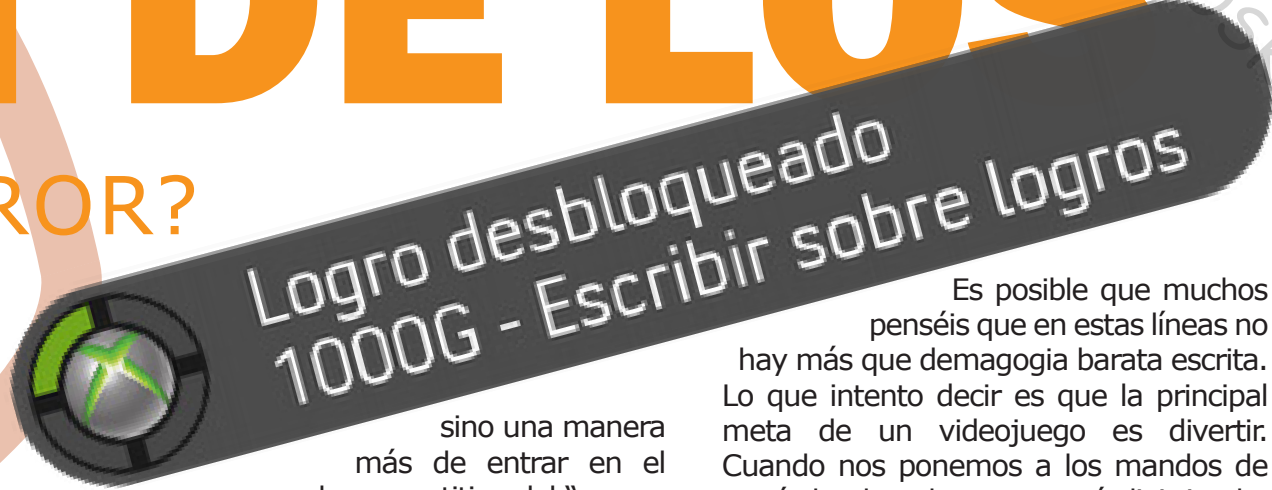 DE LOS
ROR?
Logro desbloqueado
1000G - Escribir sobre logros
sino una manera
más de entrar en el
Es posible que muchos
penséis que en estas líneas no
hay más que demagogia barata escrita.
Lo que intento decir es que la principal
meta de un videojuego es divertir.
Cuando nos ponemos a los mandos de